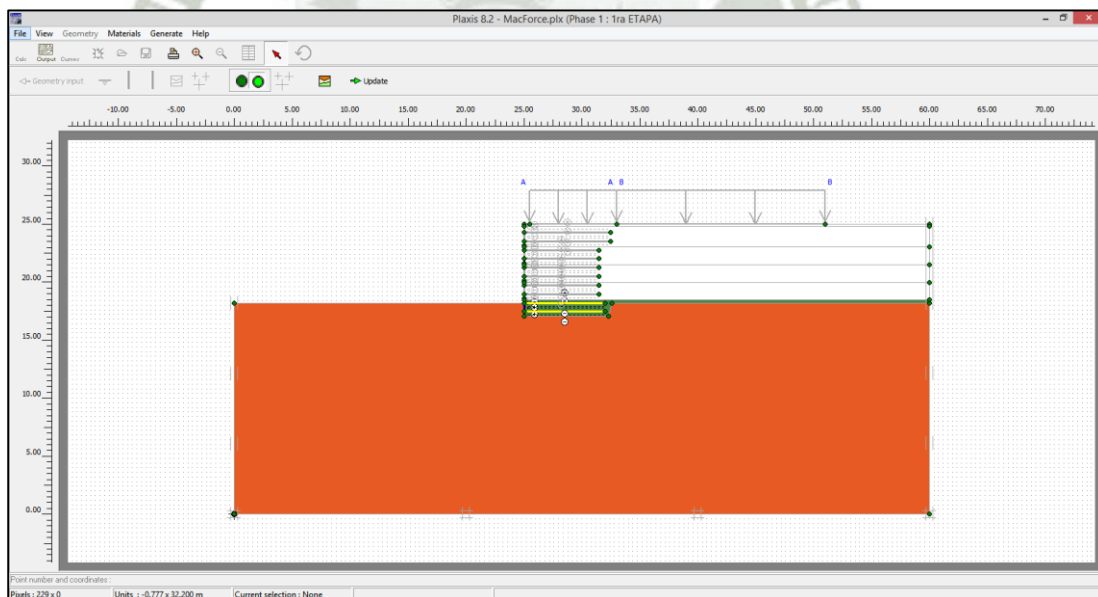 Plaxis 8.2 - MacForce.plx (Phase 1 : 1ra ETAPA)
File View Geometry Materials Generate Help
Calc Output Curves
Geometry input Update
-10.00 -5.00 0.00 5.00 10.00 15.00 20.00 25.00 30.00 35.00 40.00 45.00 50.00 55.00 60.00 65.00 70.00
30.00
A A B B
25.00
20.00
15.00
10.00
5.00
0.00
Point number and coordinates :
Pixels : 229 x 0 Units : -0.777 x 32.200 m Current selection : None